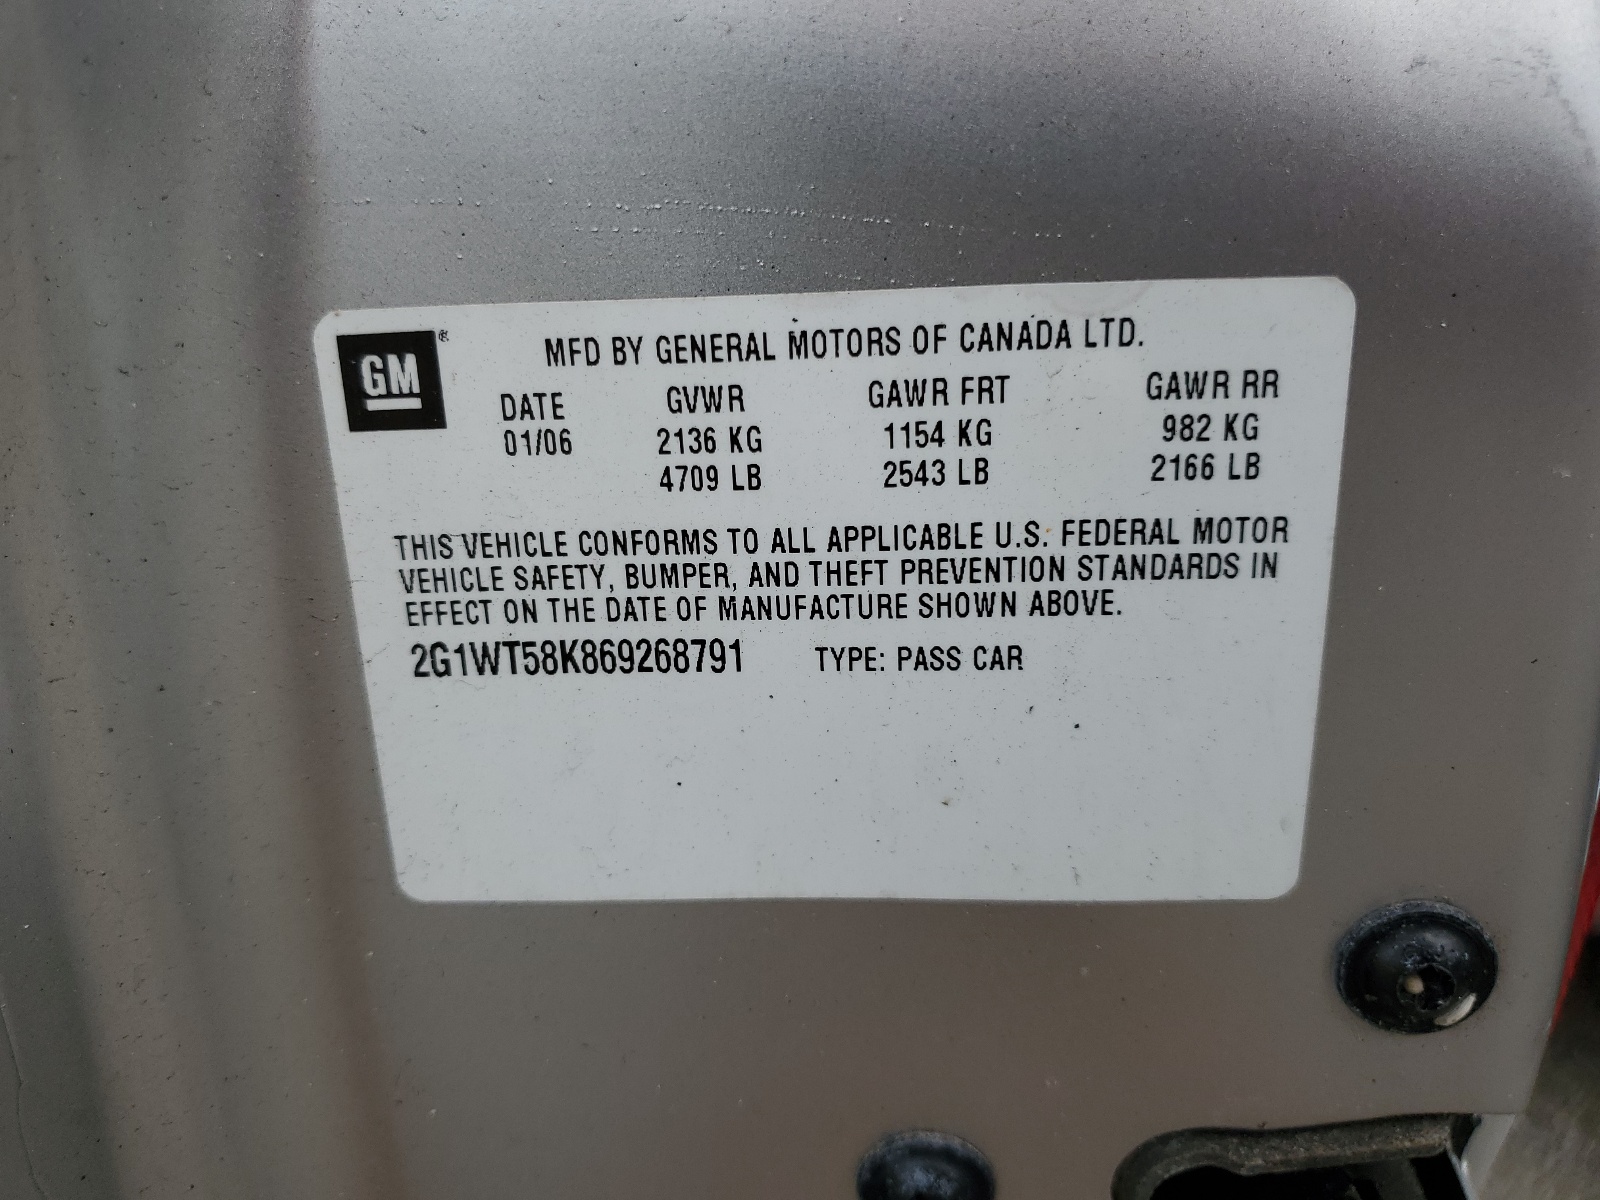 GM
MFD BY GENERAL MOTORS OF CANADA LTD.
DATE GVWR GAWR FRT GAWR RR
01/06 2136 KG 1154 KG 982 KG
4709 LB 2543 LB 2166 LB
THIS VEHICLE CONFORMS TO ALL APPLICABLE U.S. FEDERAL MOTOR
VEHICLE SAFETY, BUMPER, AND THEFT PREVENTION STANDARDS IN
EFFECT ON THE DATE OF MANUFACTURE SHOWN ABOVE.
2G1WT58K869268791 TYPE: PASS CAR